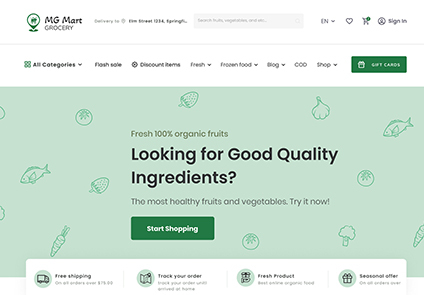 MG Mart
GROCERY
Delivery to Elm Street 1234, Springfi..
Search fruits, vegetables, and etc..
EN
Sign In
All Categories
Flash sale
Discount items
Fresh
Frozen food
Blog
COD
Shop
GIFT CARDS
Fresh 100% organic fruits
Looking for Good Quality
Ingredients?
The most healthy fruits and vegetables. Try it now!
Start Shopping
Free shipping
On all orders over $75.00
Track your order
Track your order until
arrival at home
Fresh Product
Best online organic food
Seasonal offer
On all orders over